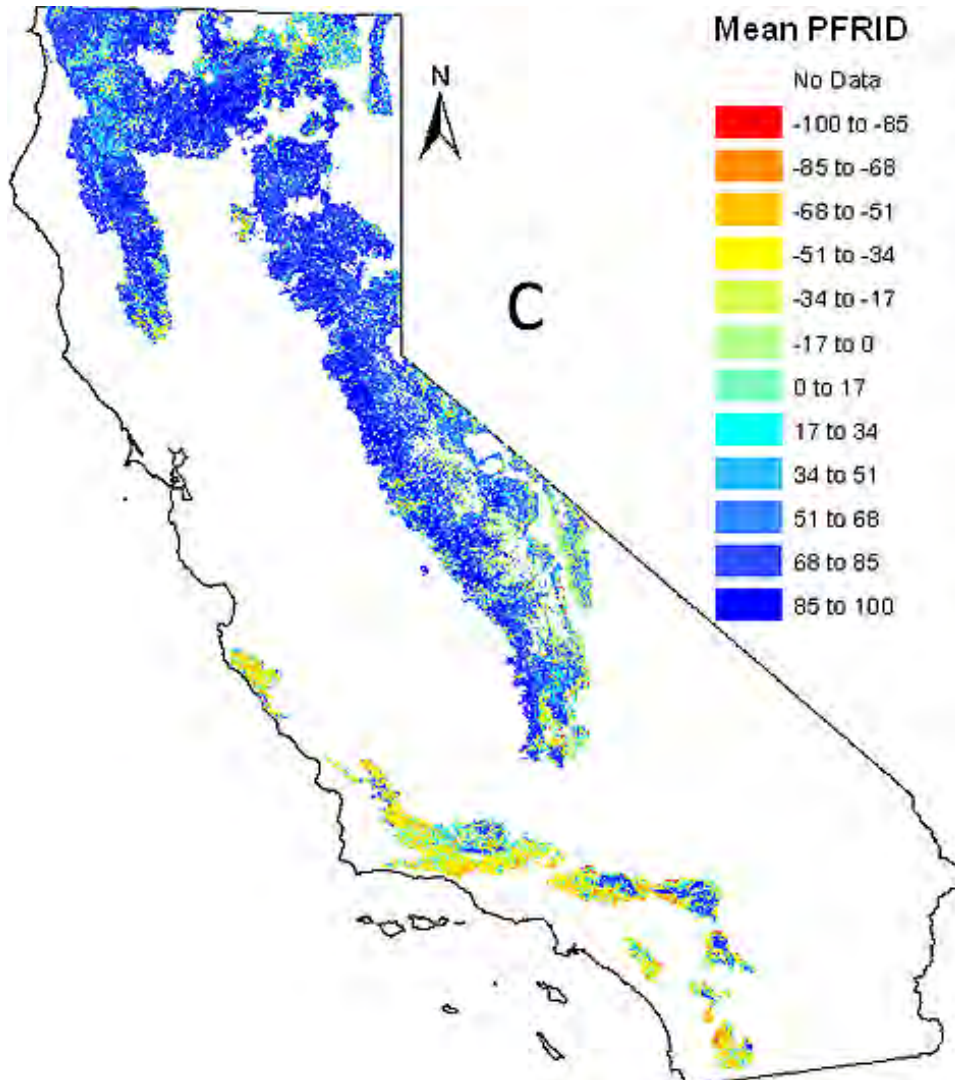 Mean PFRID
N
No Data
-100 to -85
-85 to -68
-68 to -51
-51 to -34
-34 to -17
-17 to 0
0 to 17
17 to 34
34 to 51
51 to 68
68 to 85
85 to 100
C